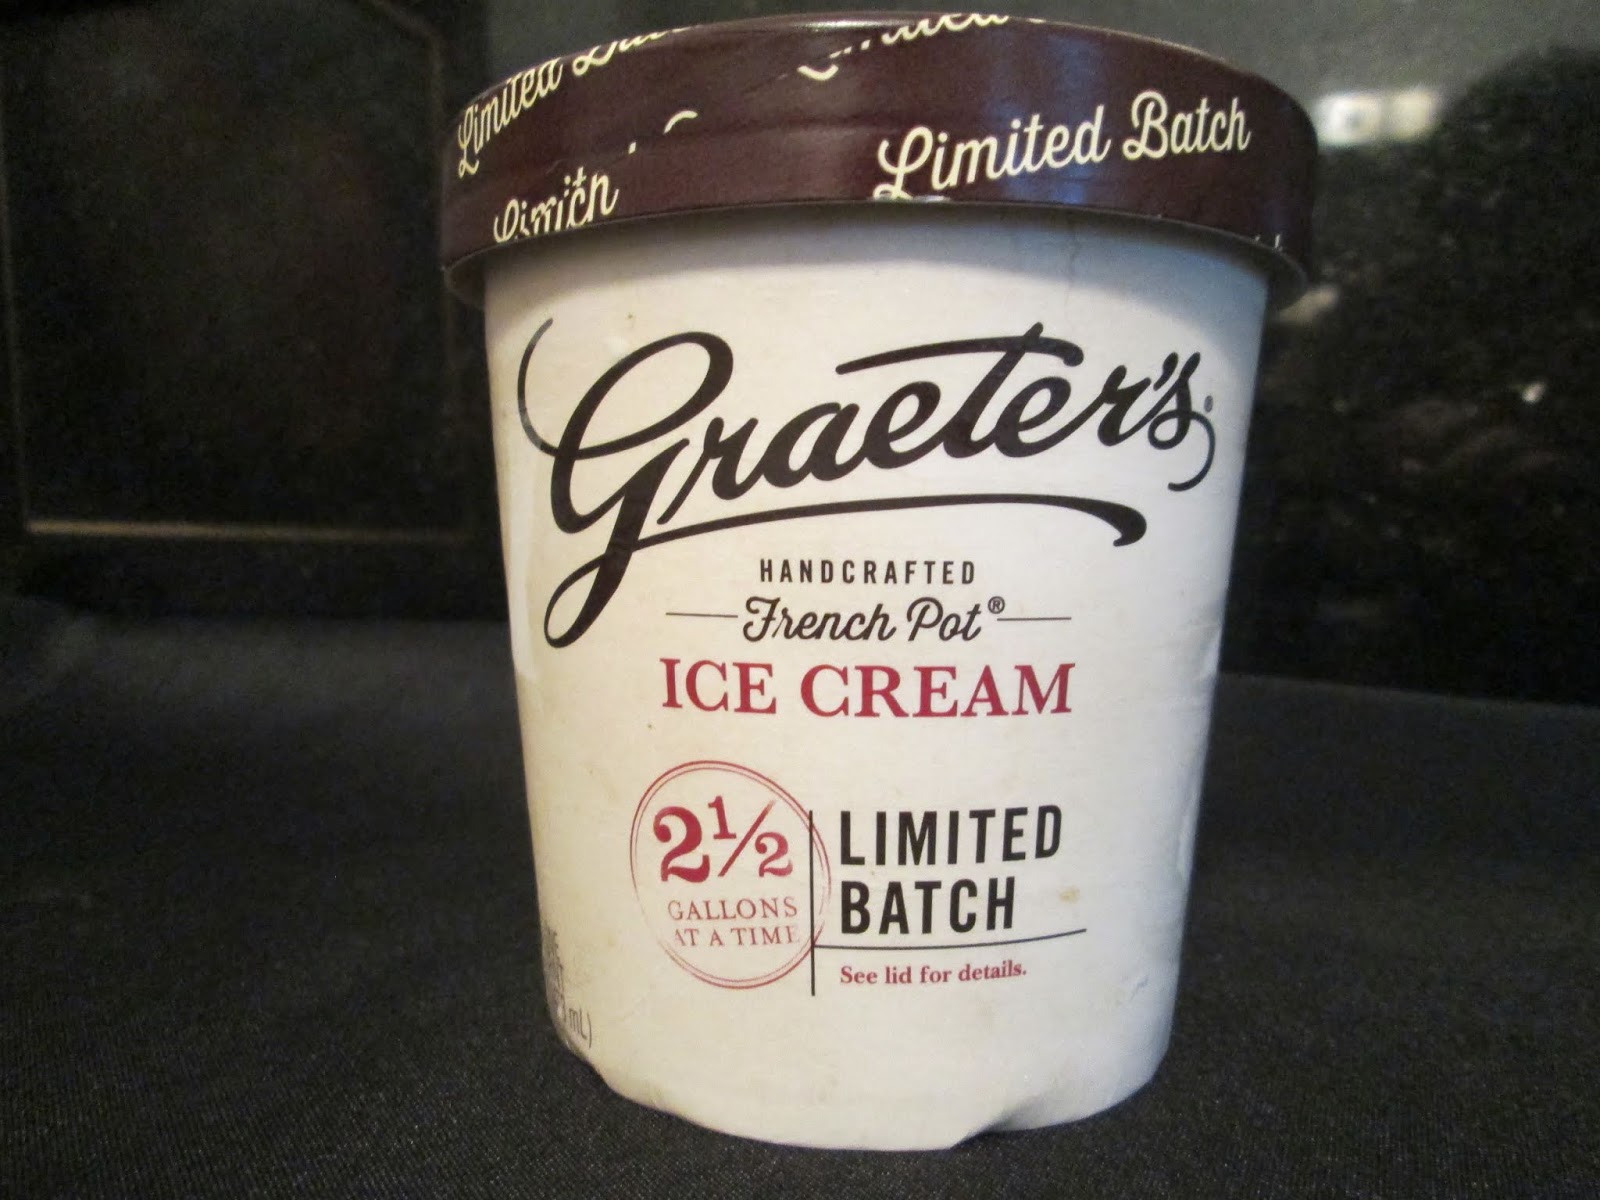 Limited
Limited Batch
Graeter's
HANDCRAFTED
French Pot®
ICE CREAM
2½
GALLONS
AT A TIME
LIMITED
BATCH
See lid for details.
mL)